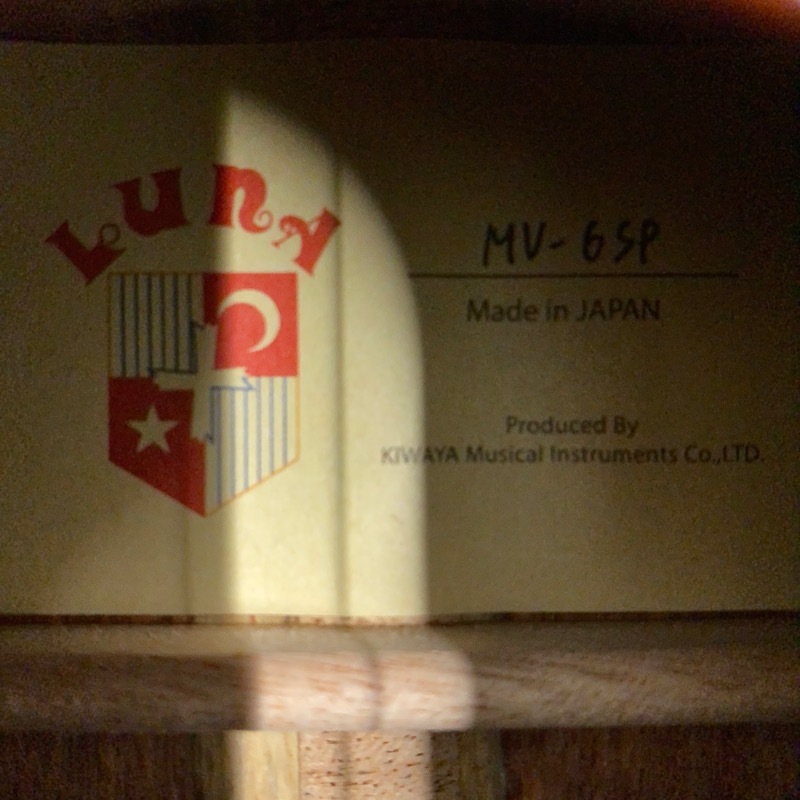 LUNA
MV-6SP
Made in JAPAN
Produced By
KIWAYA Musical Instruments Co.,LTD.